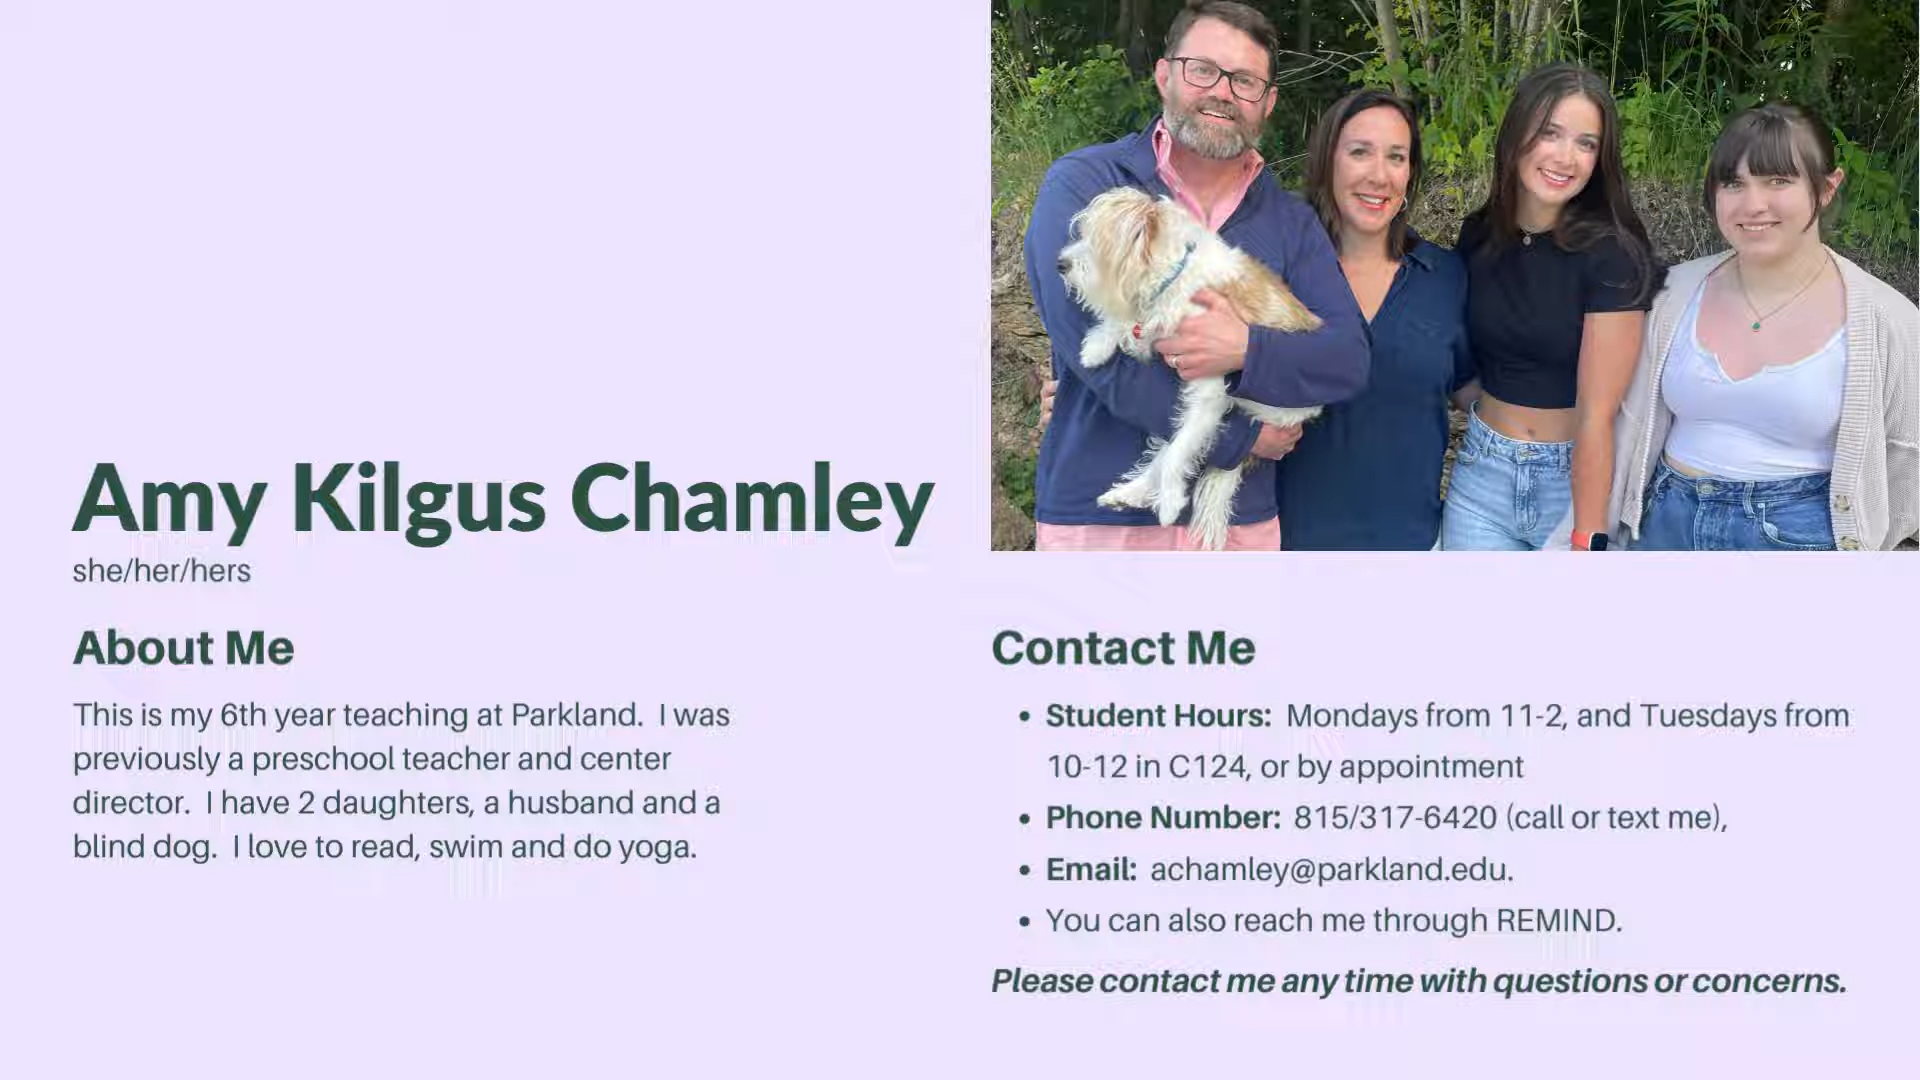 Amy Kilgus Chamley
she/her/hers
About Me
This is my 6th year teaching at Parkland.  I was
previously a preschool teacher and center
director.  I have 2 daughters, a husband and a
blind dog.  I love to read, swim and do yoga.
Contact Me
• Student Hours:  Mondays from 11-2, and Tuesdays from
10-12 in C124, or by appointment
• Phone Number:  815/317-6420 (call or text me),
• Email:  achamley@parkland.edu.
• You can also reach me through REMIND.
Please contact me any time with questions or concerns.